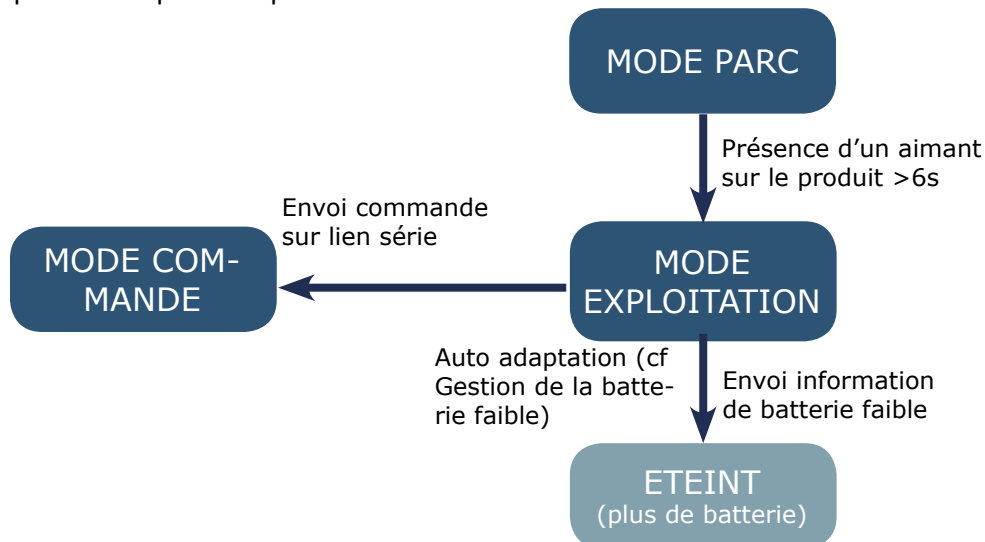 MODE PARC
Présence d'un aimant
sur le produit >6s
Envoi commande
sur lien série
MODE COM-
MANDE
MODE
EXPLOITATION
Auto adaptation (cf
Gestion de la batte-
rie faible)
Envoi information
de batterie faible
ETEINT
(plus de batterie)